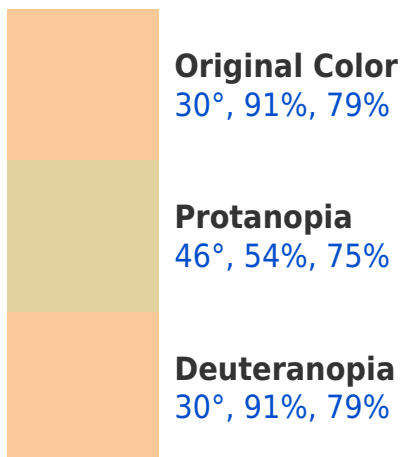 Original Color
30°, 91%, 79%
Protanopia
46°, 54%, 75%
Deuteranopia
30°, 91%, 79%